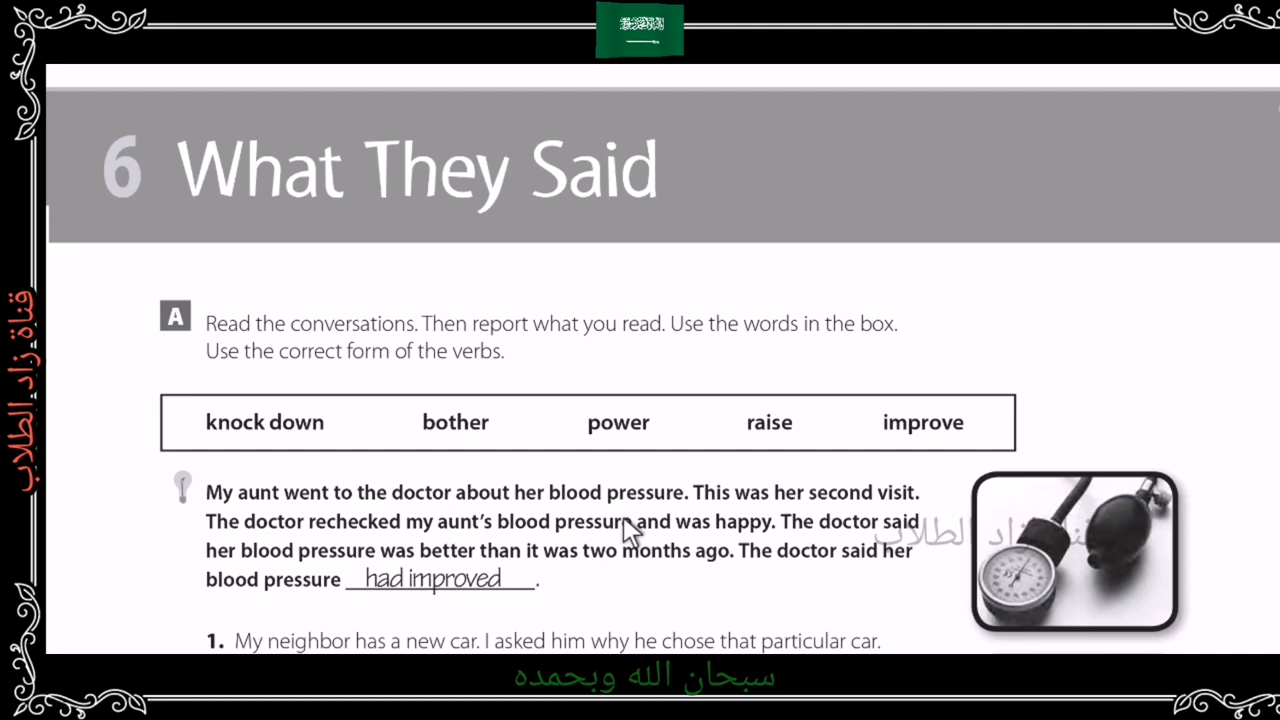 6 What They Said
A Read the conversations. Then report what you read. Use the words in the box.
Use the correct form of the verbs.
knock down bother power raise improve
My aunt went to the doctor about her blood pressure. This was her second visit.
The doctor rechecked my aunt's blood pressure and was happy. The doctor said
her blood pressure was better than it was two months ago. The doctor said her
blood pressure had improved.
1. My neighbor has a new car. I asked him why he chose that particular car.
قناة زاد الطلاب
قناة زاد الطلاب
سبحان الله وبحمده